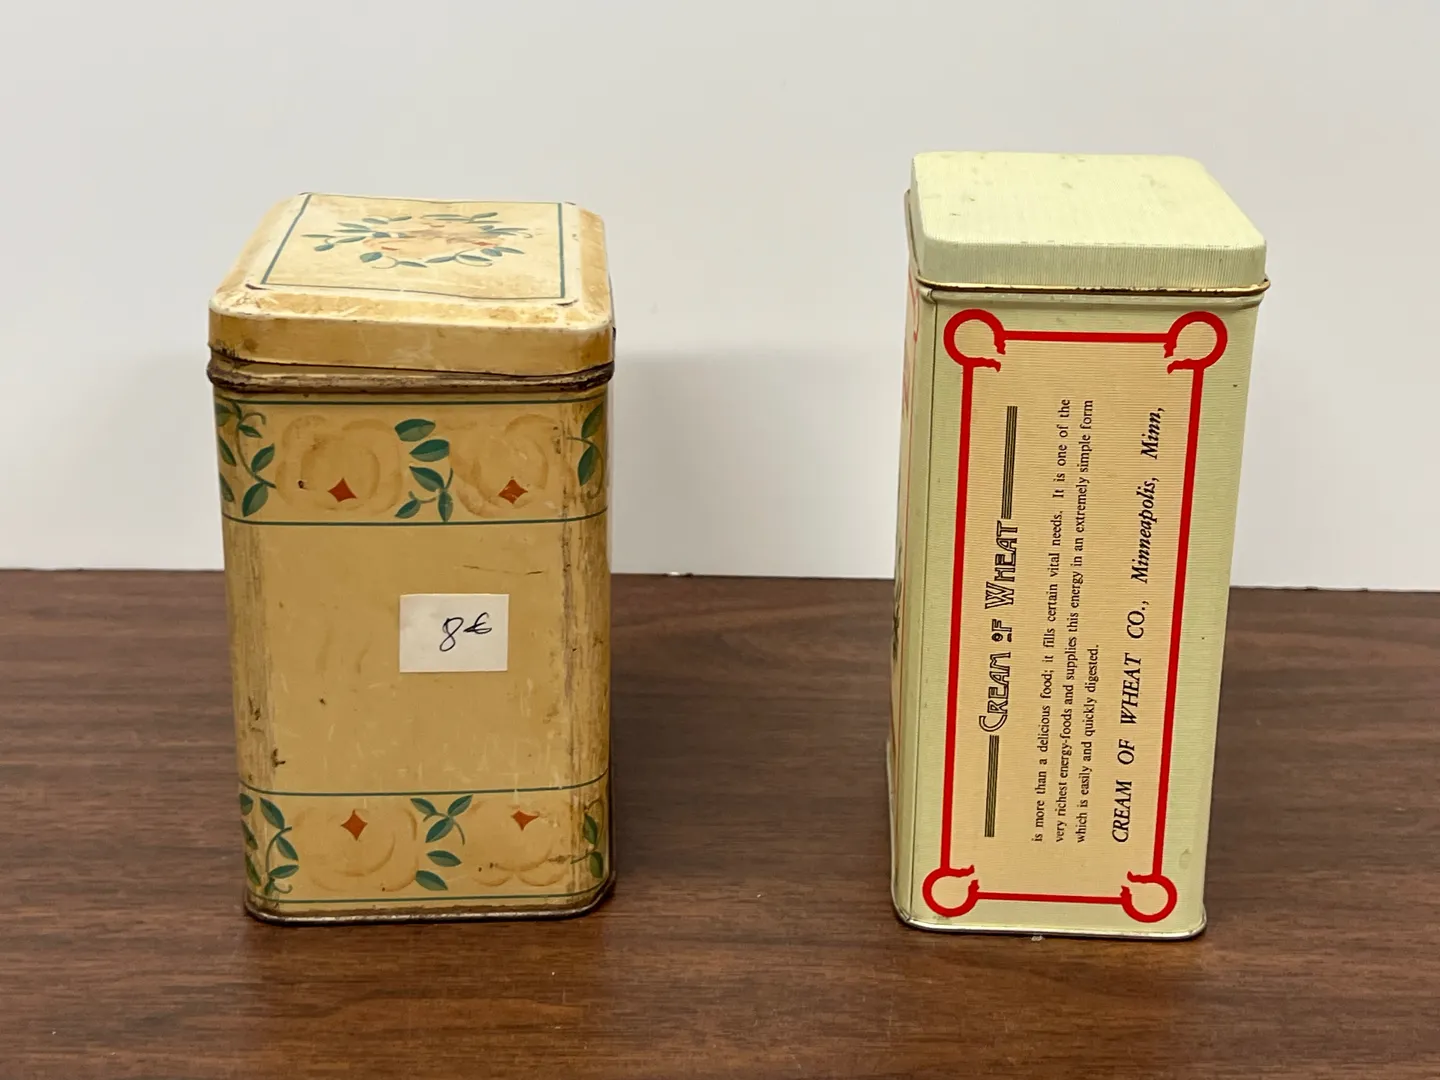 8€
CREAM OF WHEAT
is more than a delicious food; it fills certain vital needs. It is one of the
very richest energy-foods and supplies this energy in an extremely simple form
which is easily and quickly digested.
CREAM OF WHEAT CO., Minneapolis, Minn,